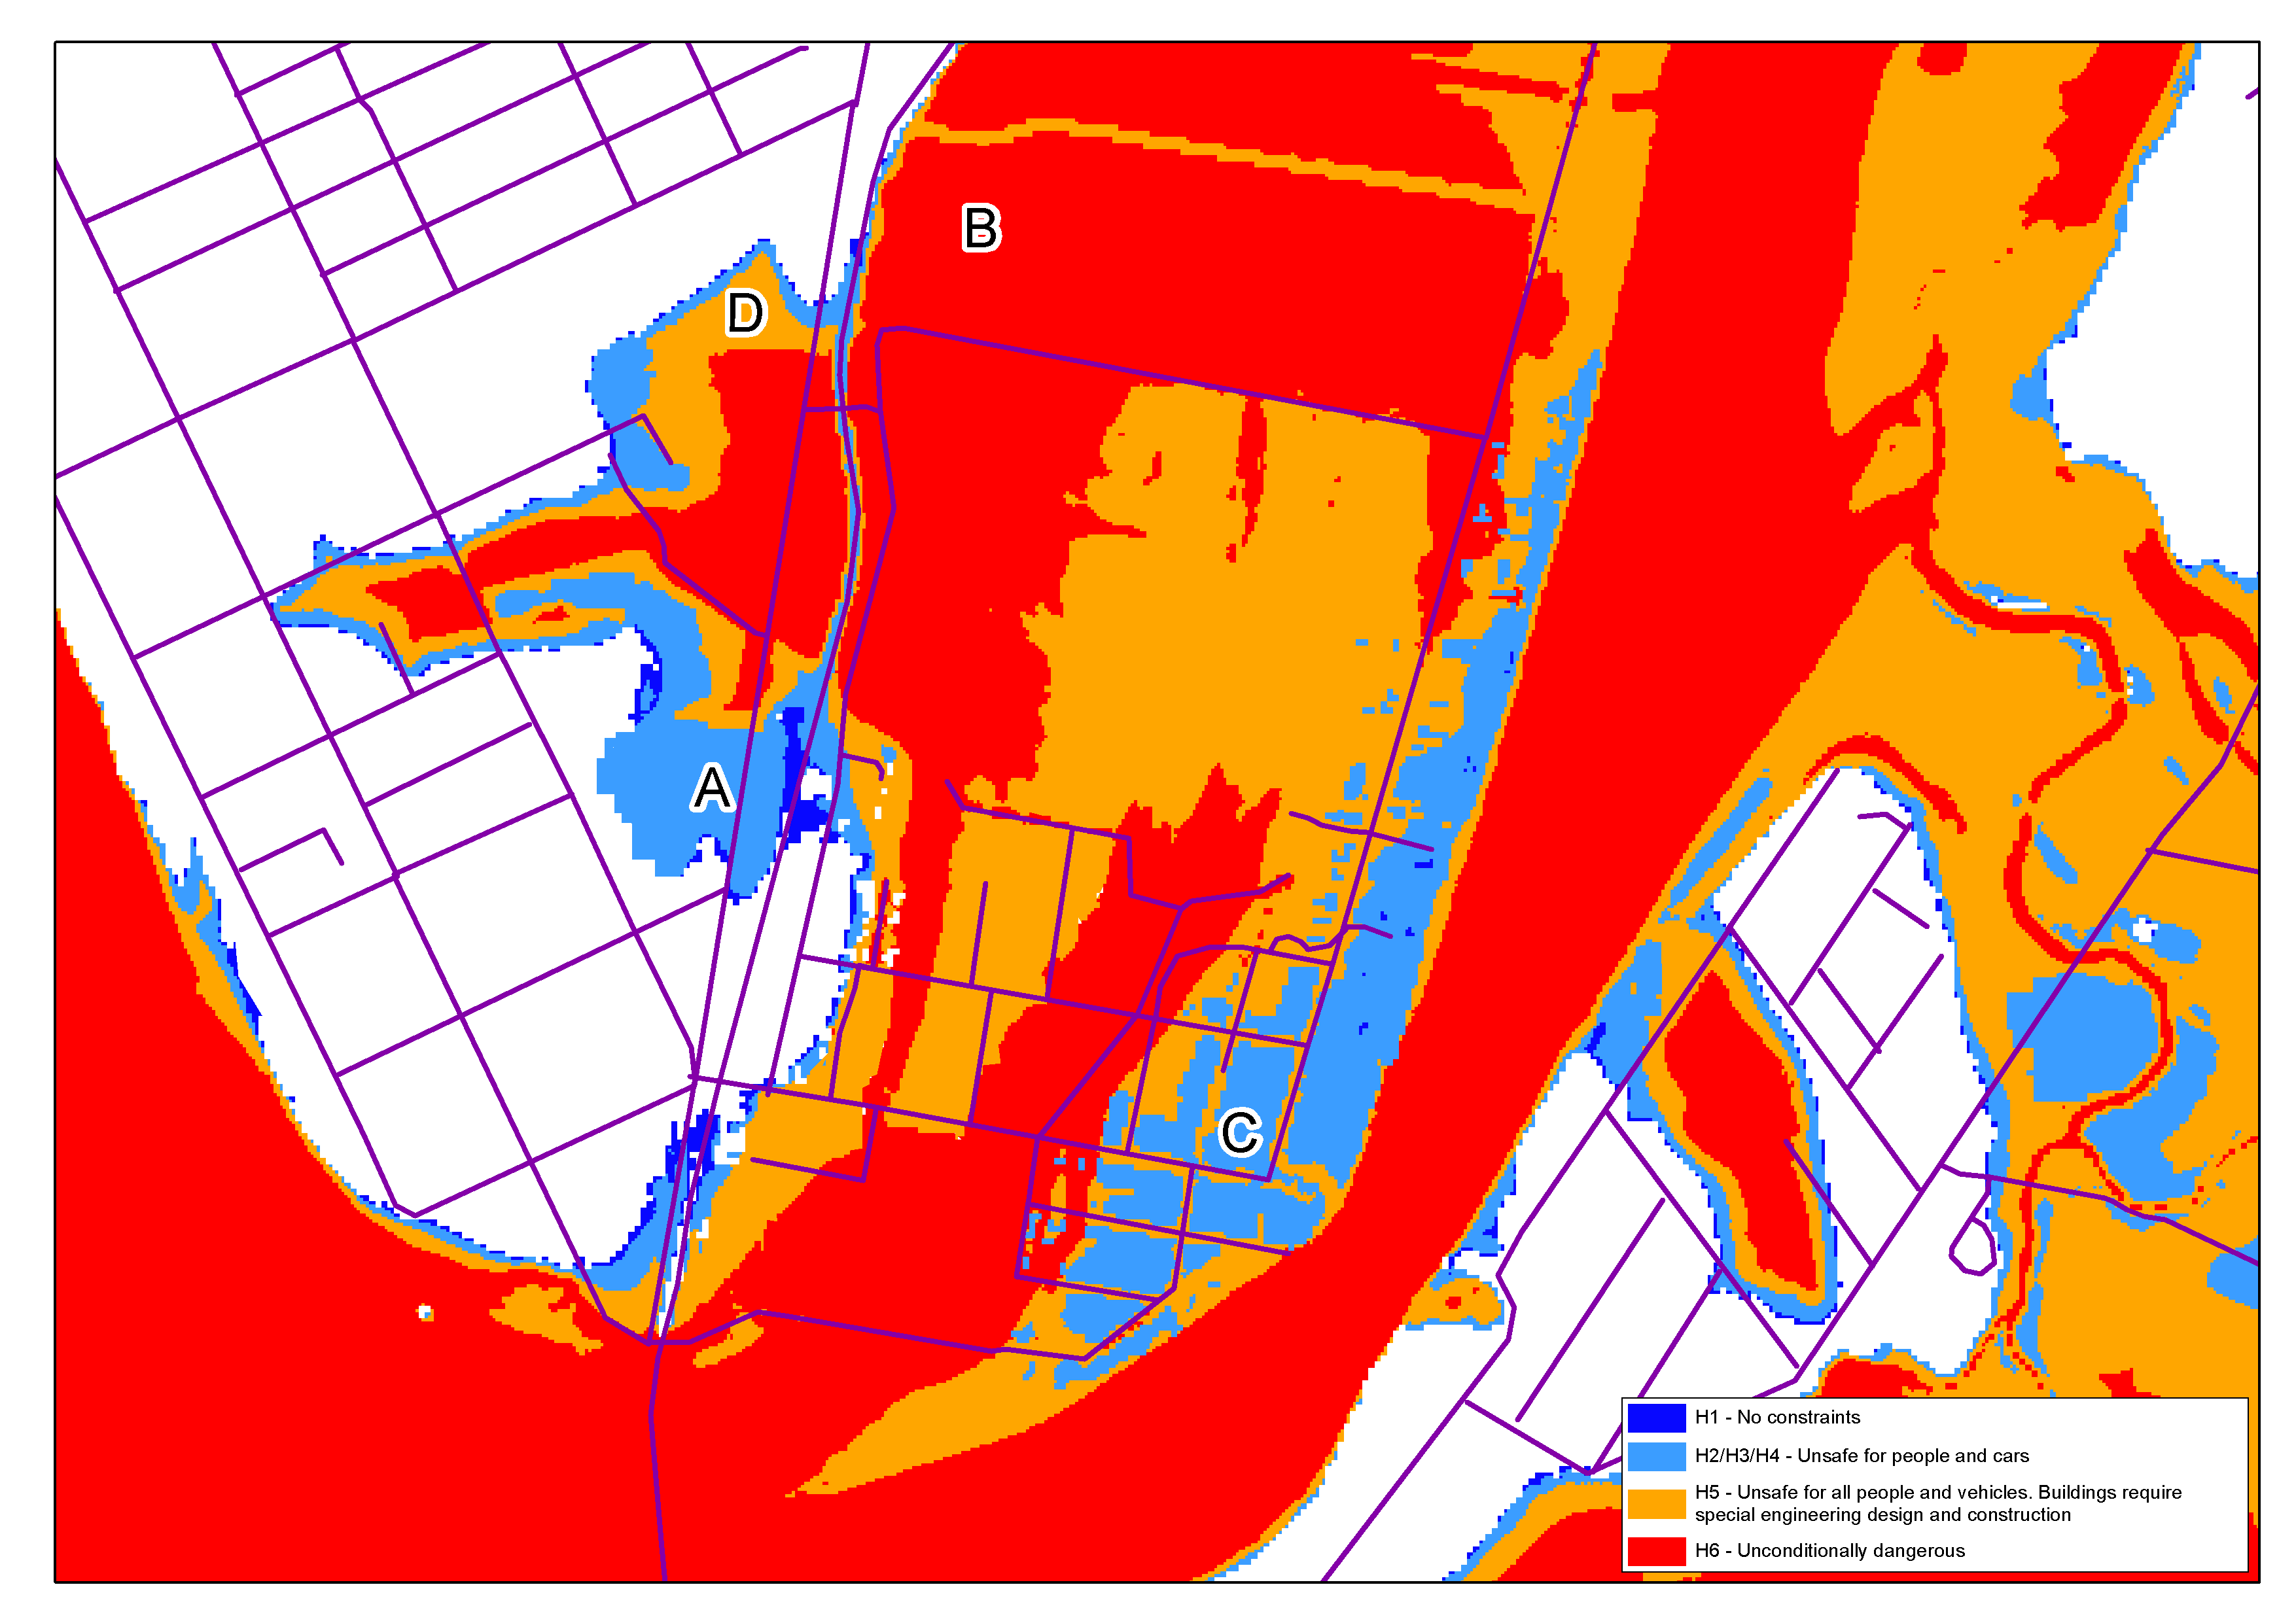 B
D
A
C
H1 - No constraints
H2/H3/H4 - Unsafe for people and cars
H5 - Unsafe for all people and vehicles. Buildings require
special engineering design and construction
H6 - Unconditionally dangerous